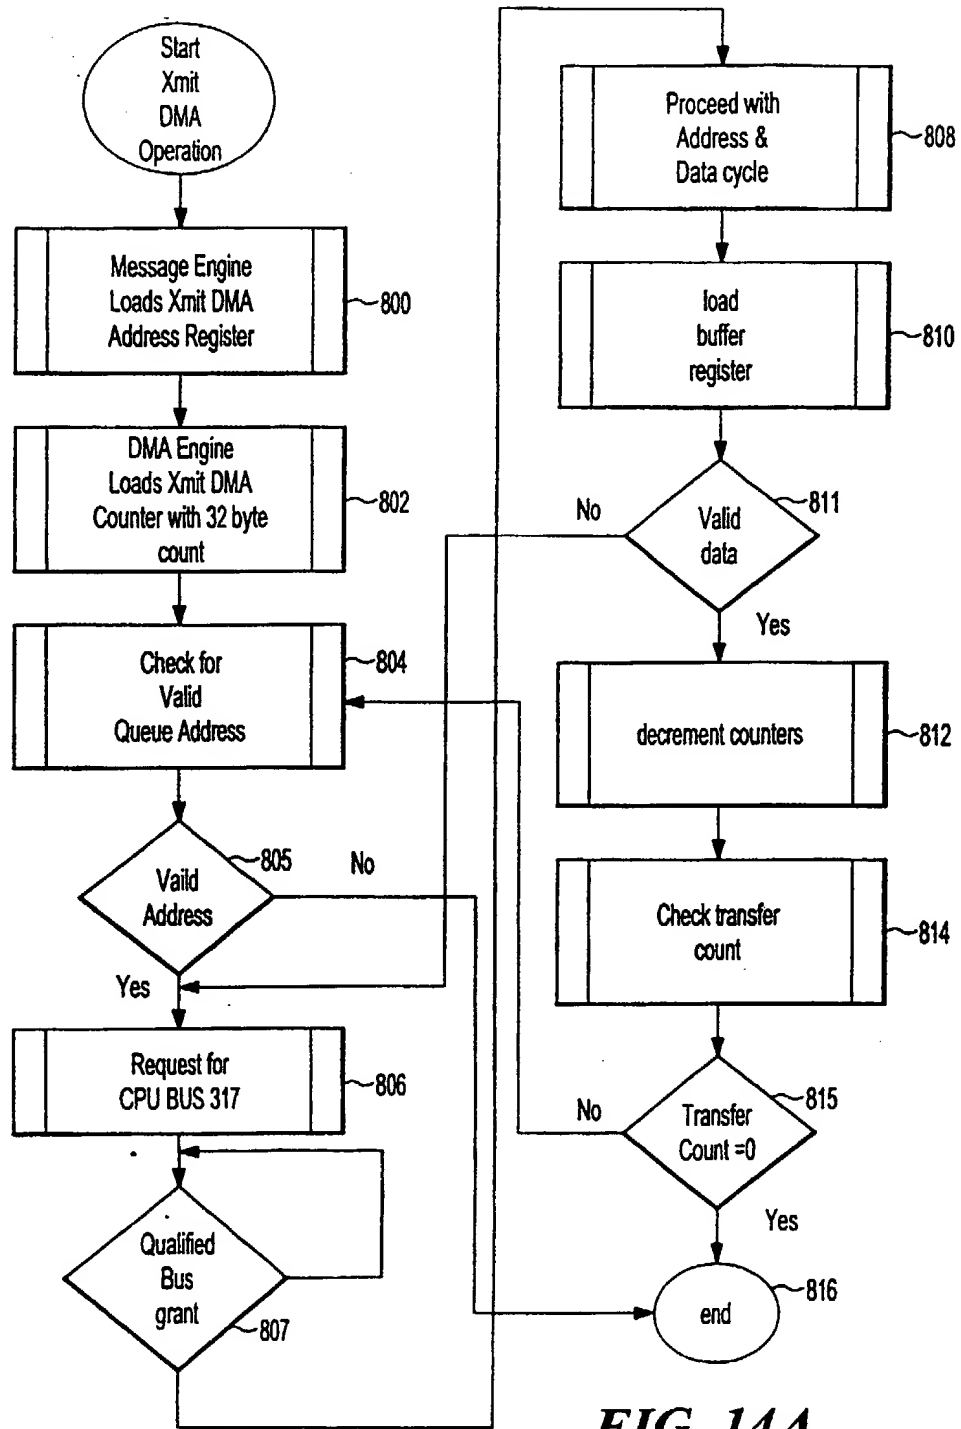 Start
Xmit
DMA
Operation
Message Engine
Loads Xmit DMA
Address Register
800
DMA Engine
Loads Xmit DMA
Counter with 32 byte
count
802
Check for
Valid
Queue Address
804
Vaild
Address
805
No
Yes
Request for
CPU BUS 317
806
Qualified
Bus
grant
807
Proceed with
Address &
Data cycle
808
load
buffer
register
810
Valid
data
811
No
Yes
decrement counters
812
Check transfer
count
814
Transfer
Count =0
815
No
Yes
end
816
FIG. 14A